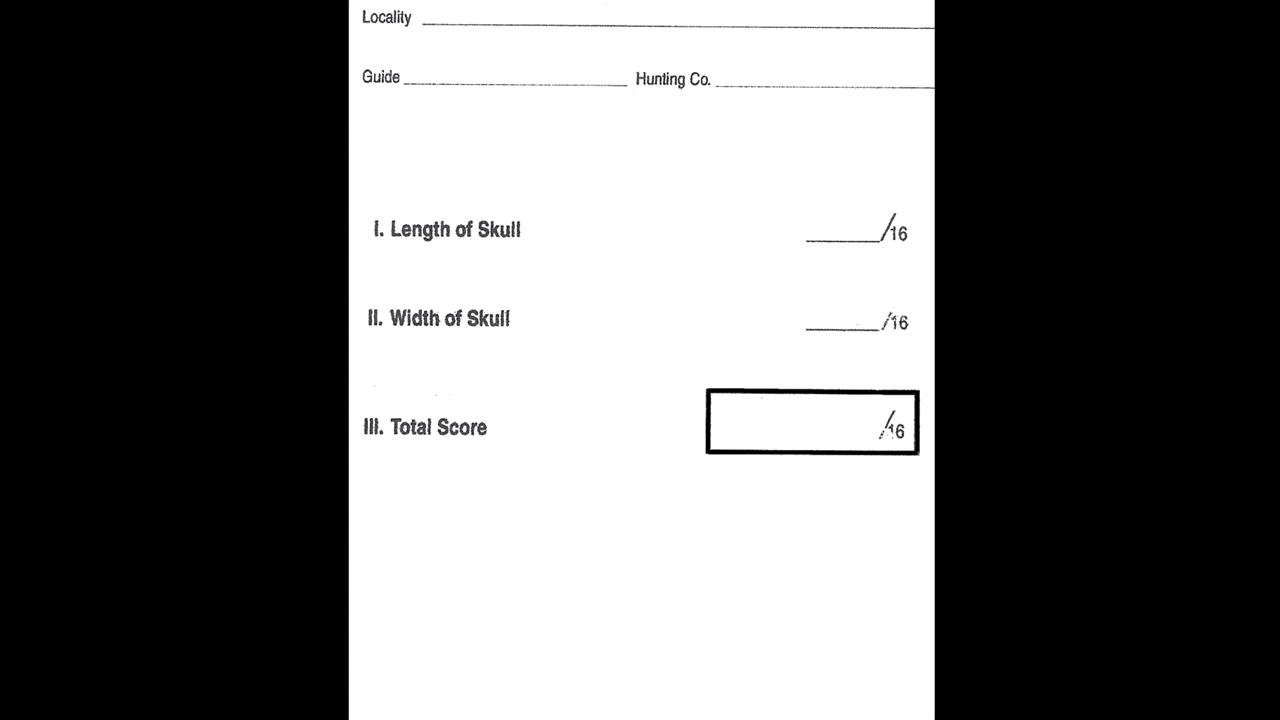 Locality
Guide Hunting Co.
I. Length of Skull /16
II. Width of Skull /16
III. Total Score /16